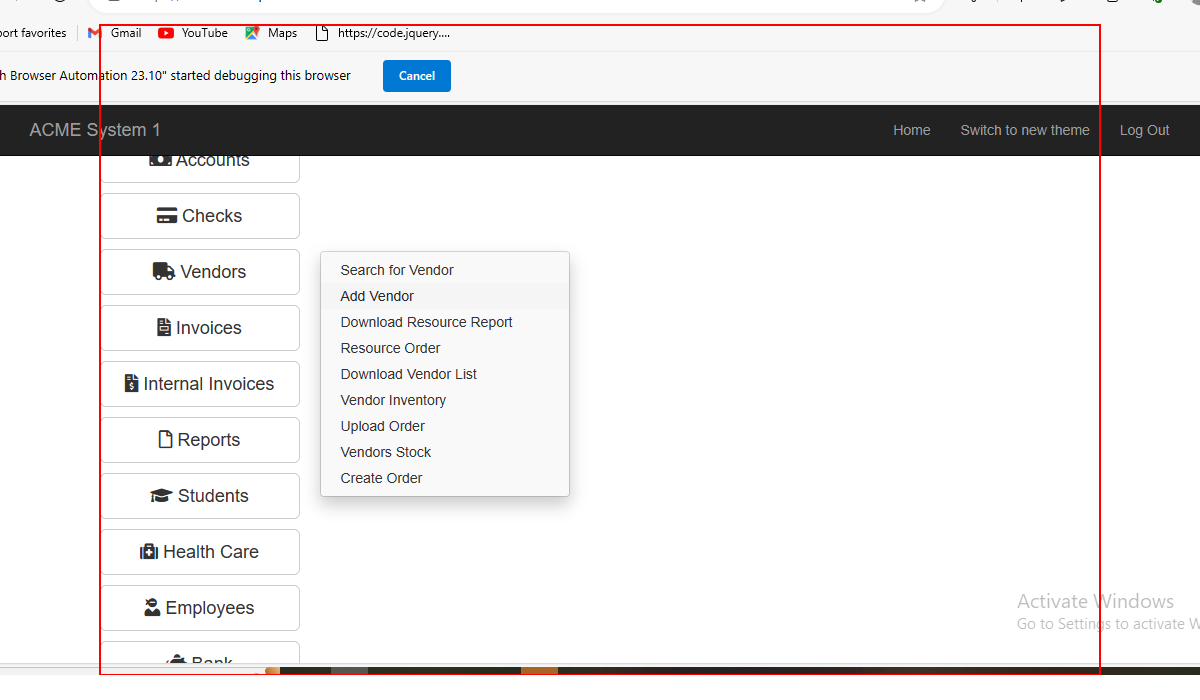 ort favorites Gmail YouTube Maps https://code.jquery....
h Browser Automation 23.10" started debugging this browser Cancel
ACME System 1 Home Switch to new theme Log Out
Accounts
Checks
Vendors
Invoices
Internal Invoices
Reports
Students
Health Care
Employees
Bank
Search for Vendor
Add Vendor
Download Resource Report
Resource Order
Download Vendor List
Vendor Inventory
Upload Order
Vendors Stock
Create Order
Activate Windows
Go to Settings to activate W